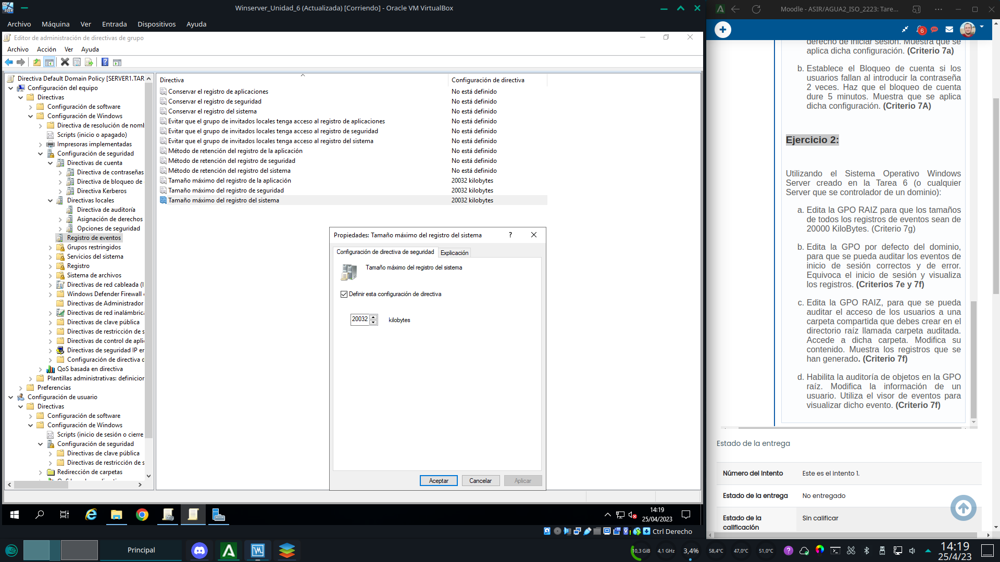 Winserver_Unidad_6 (Actualizada) [Corriendo] - Oracle VM VirtualBox
Archivo Máquina Ver Entrada Dispositivos Ayuda
Editor de administración de directivas de grupo
Archivo Acción Ver Ayuda
Directiva Default Domain Policy [SERVER1.TAR
Configuración del equipo
Directivas
Configuración de software
Configuración de Windows
Directiva de resolución de noml
Scripts (inicio o apagado)
Impresoras implementadas
Configuración de seguridad
Directivas de cuenta
Directiva de contraseñas
Directiva de bloqueo de
Directiva Kerberos
Directivas locales
Directiva de auditoría
Asignación de derechos
Opciones de seguridad
Registro de eventos
Grupos restringidos
Servicios del sistema
Registro
Sistema de archivos
Directivas de red cableada (I
Windows Defender Firewall
Directivas de Administrador
Directivas de red inalámbrica
Directivas de clave pública
Directivas de restricción de s
Directivas de control de apli
Directivas de seguridad IP en
Configuración de directiva d
QoS basada en directiva
Plantillas administrativas: definicion
Preferencias
Configuración de usuario
Directivas
Configuración de software
Configuración de Windows
Scripts (inicio de sesión o cierre
Configuración de seguridad
Directivas de clave pública
Directivas de restricción de s
Redirección de carpetas
Directiva Configuración de directiva
Conservar el registro de aplicaciones No está definido
Conservar el registro de seguridad No está definido
Conservar el registro del sistema No está definido
Evitar que el grupo de invitados locales tenga acceso al registro de aplicaciones No está definido
Evitar que el grupo de invitados locales tenga acceso al registro de seguridad No está definido
Evitar que el grupo de invitados locales tenga acceso al registro del sistema No está definido
Método de retención del registro de la aplicación No está definido
Método de retención del registro de seguridad No está definido
Método de retención del registro del sistema No está definido
Tamaño máximo del registro de la aplicación 20032 kilobytes
Tamaño máximo del registro de seguridad 20032 kilobytes
Tamaño máximo del registro del sistema 20032 kilobytes
Propiedades: Tamaño máximo del registro del sistema ?
Configuración de directiva de seguridad Explicación
Tamaño máximo del registro del sistema
Definir esta configuración de directiva
20032 kilobytes
Aceptar Cancelar Aplicar
14:19
25/04/2023
Ctrl Derecho
Moodle - ASIR/AGUA2_ISO_2223: Tare...
6
derecho de iniciar sesión. Muestra que se
aplica dicha configuración. (Criterio 7a)
b. Establece el Bloqueo de cuenta si los
usuarios fallan al introducir la contraseña
2 veces. Haz que el bloqueo de cuenta
dure 5 minutos. Muestra que se aplica
dicha configuración. (Criterio 7A)
Ejercicio 2:
Utilizando el Sistema Operativo Windows
Server creado en la Tarea 6 (o cualquier
Server que se controlador de un dominio):
a. Edita la GPO RAIZ para que los tamaños
de todos los registros de eventos sean de
20000 KiloBytes. (Criterio 7g)
b. Edita la GPO por defecto del dominio,
para que se pueda auditar los eventos de
inicio de sesión correctos y de error.
Equivoca el inicio de sesión y visualiza
los registros. (Criterios 7e y 7f)
c. Edita la GPO RAIZ, para que se pueda
auditar el acceso de los usuarios a una
carpeta compartida que debes crear en el
directorio raíz llamada carpeta auditada.
Accede a dicha carpeta. Modifica su
contenido. Muestra los registros que se
han generado. (Criterio 7f)
d. Habilita la auditoría de objetos en la GPO
raíz. Modifica la información de un
usuario. Utiliza el visor de eventos para
visualizar dicho evento. (Criterio 7f)
Estado de la entrega
Número del intento Este es el intento 1.
Estado de la entrega No entregado
Estado de la calificación Sin calificar
Principal
10,3 GiB 4,1 GHz 3,4% 58,4°C 47,0°C 51,0°C
14:19
25/4/23